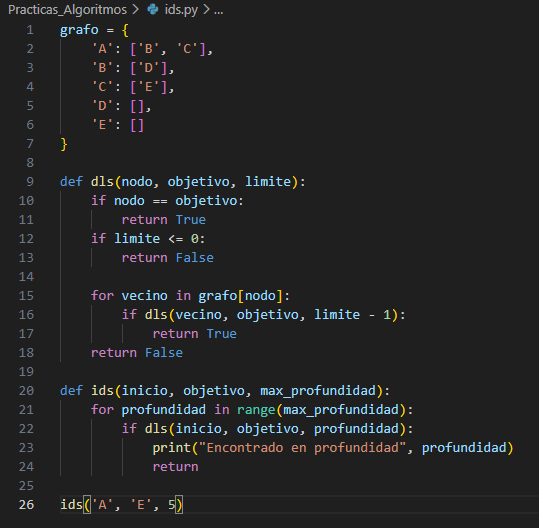 Practicas_Algoritmos > ids.py > ...
1 grafo = {
2     'A': ['B', 'C'],
3     'B': ['D'],
4     'C': ['E'],
5     'D': [],
6     'E': []
7 }
8
9 def dls(nodo, objetivo, limite):
10     if nodo == objetivo:
11         return True
12     if limite <= 0:
13         return False
14
15     for vecino in grafo[nodo]:
16         if dls(vecino, objetivo, limite - 1):
17             return True
18     return False
19
20 def ids(inicio, objetivo, max_profundidad):
21     for profundidad in range(max_profundidad):
22         if dls(inicio, objetivo, profundidad):
23             print("Encontrado en profundidad", profundidad)
24             return
25
26 ids('A', 'E', 5)